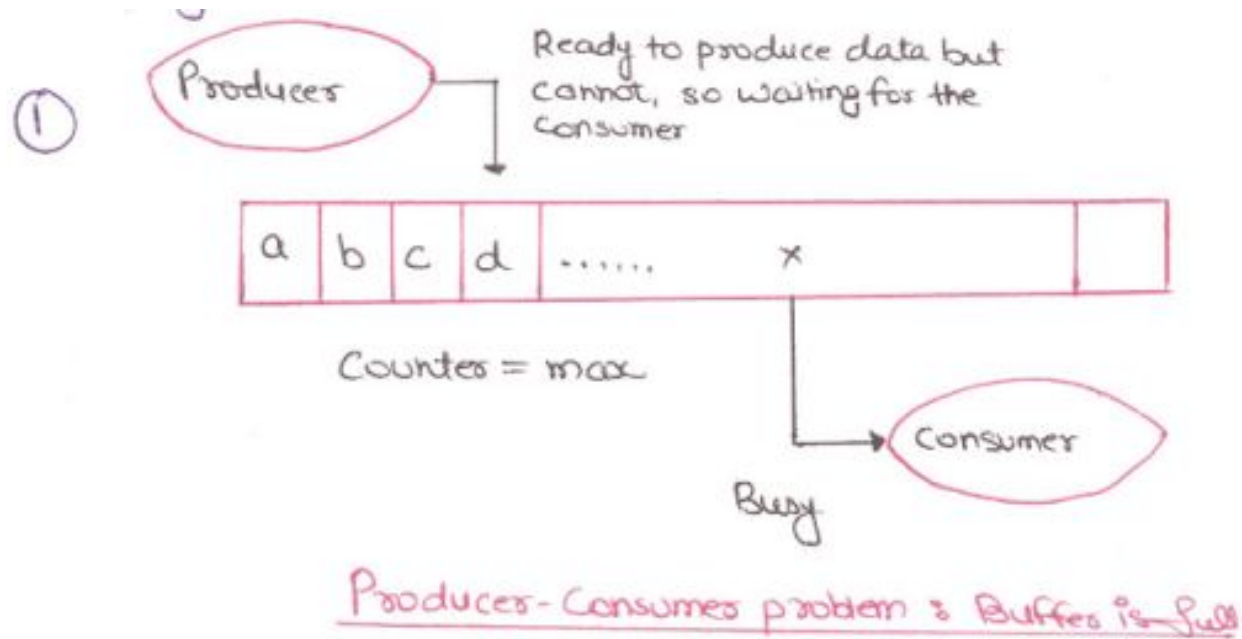 ①
Producer
Ready to produce data but
cannot, so waiting for the
Consumer
a b c d ...... x
Counter = max
Consumer
Busy
Producer-Consumer problem : Buffer is full